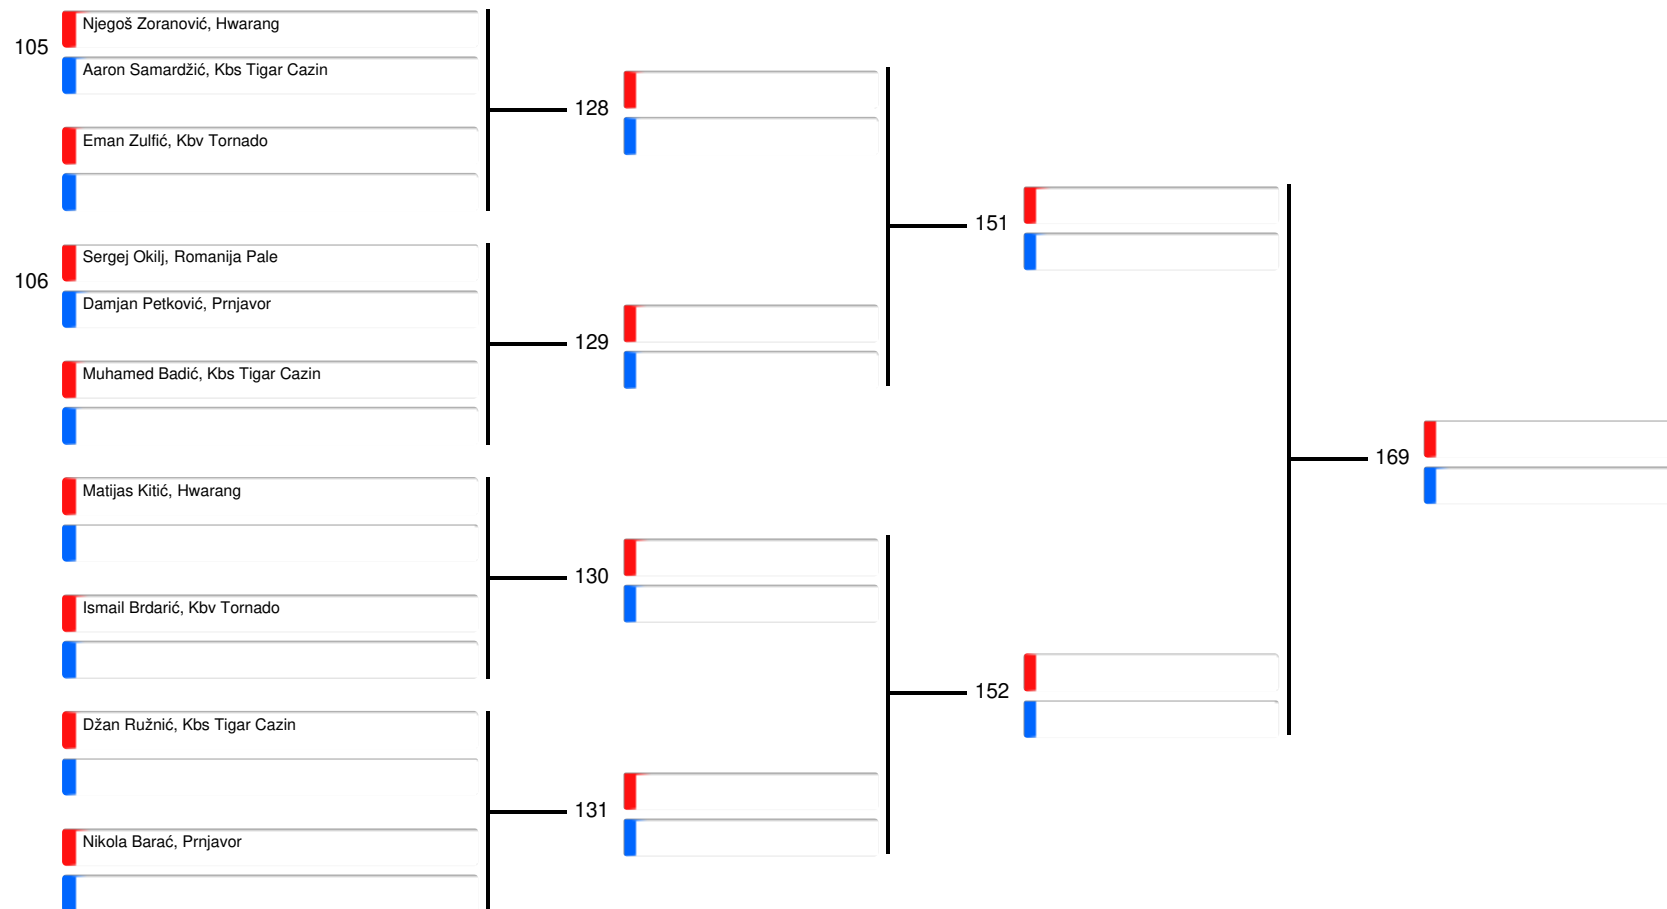 105
Njegoš Zoranović, Hwarang
Aaron Samardžić, Kbs Tigar Cazin
Eman Zulfić, Kbv Tornado
106
Sergej Okilj, Romanija Pale
Damjan Petković, Prnjavor
Muhamed Badić, Kbs Tigar Cazin
Matijas Kitić, Hwarang
Ismail Brdarić, Kbv Tornado
Džan Ružnić, Kbs Tigar Cazin
Nikola Barać, Prnjavor
128
129
130
131
151
152
169